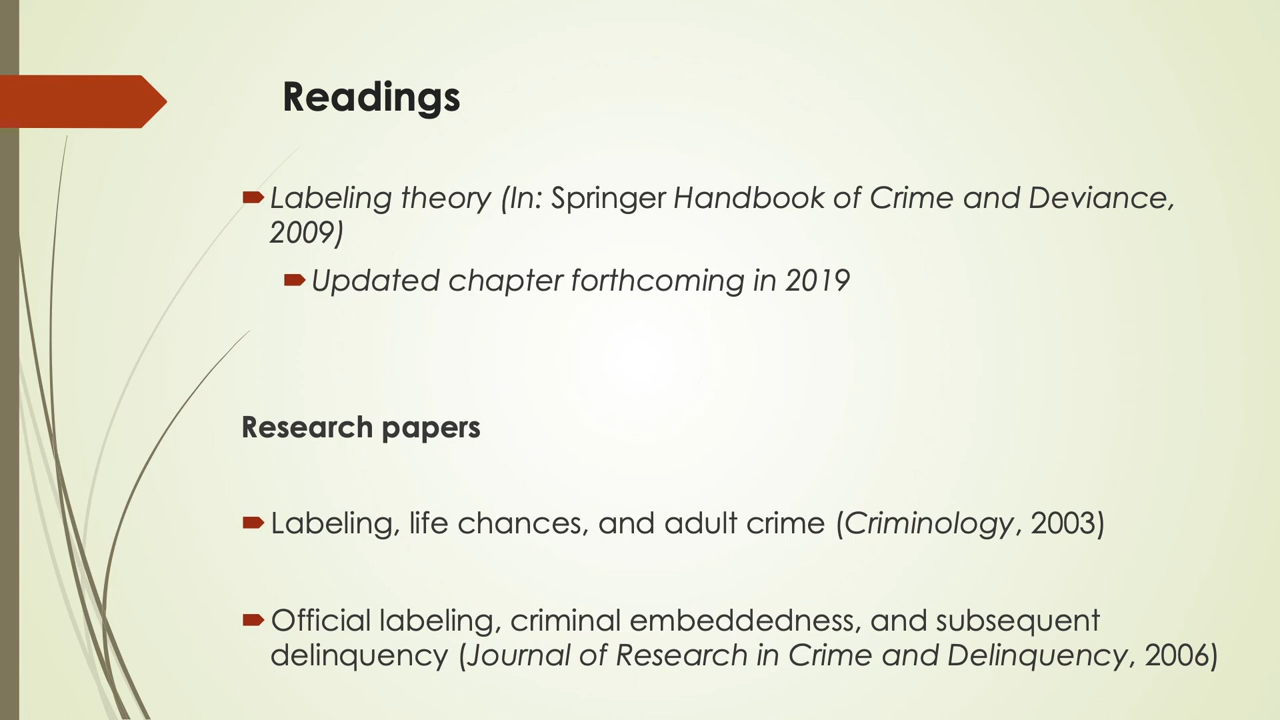 Readings
Labeling theory (In: Springer Handbook of Crime and Deviance,
2009)
Updated chapter forthcoming in 2019
Research papers
Labeling, life chances, and adult crime (Criminology, 2003)
Official labeling, criminal embeddedness, and subsequent
delinquency (Journal of Research in Crime and Delinquency, 2006)